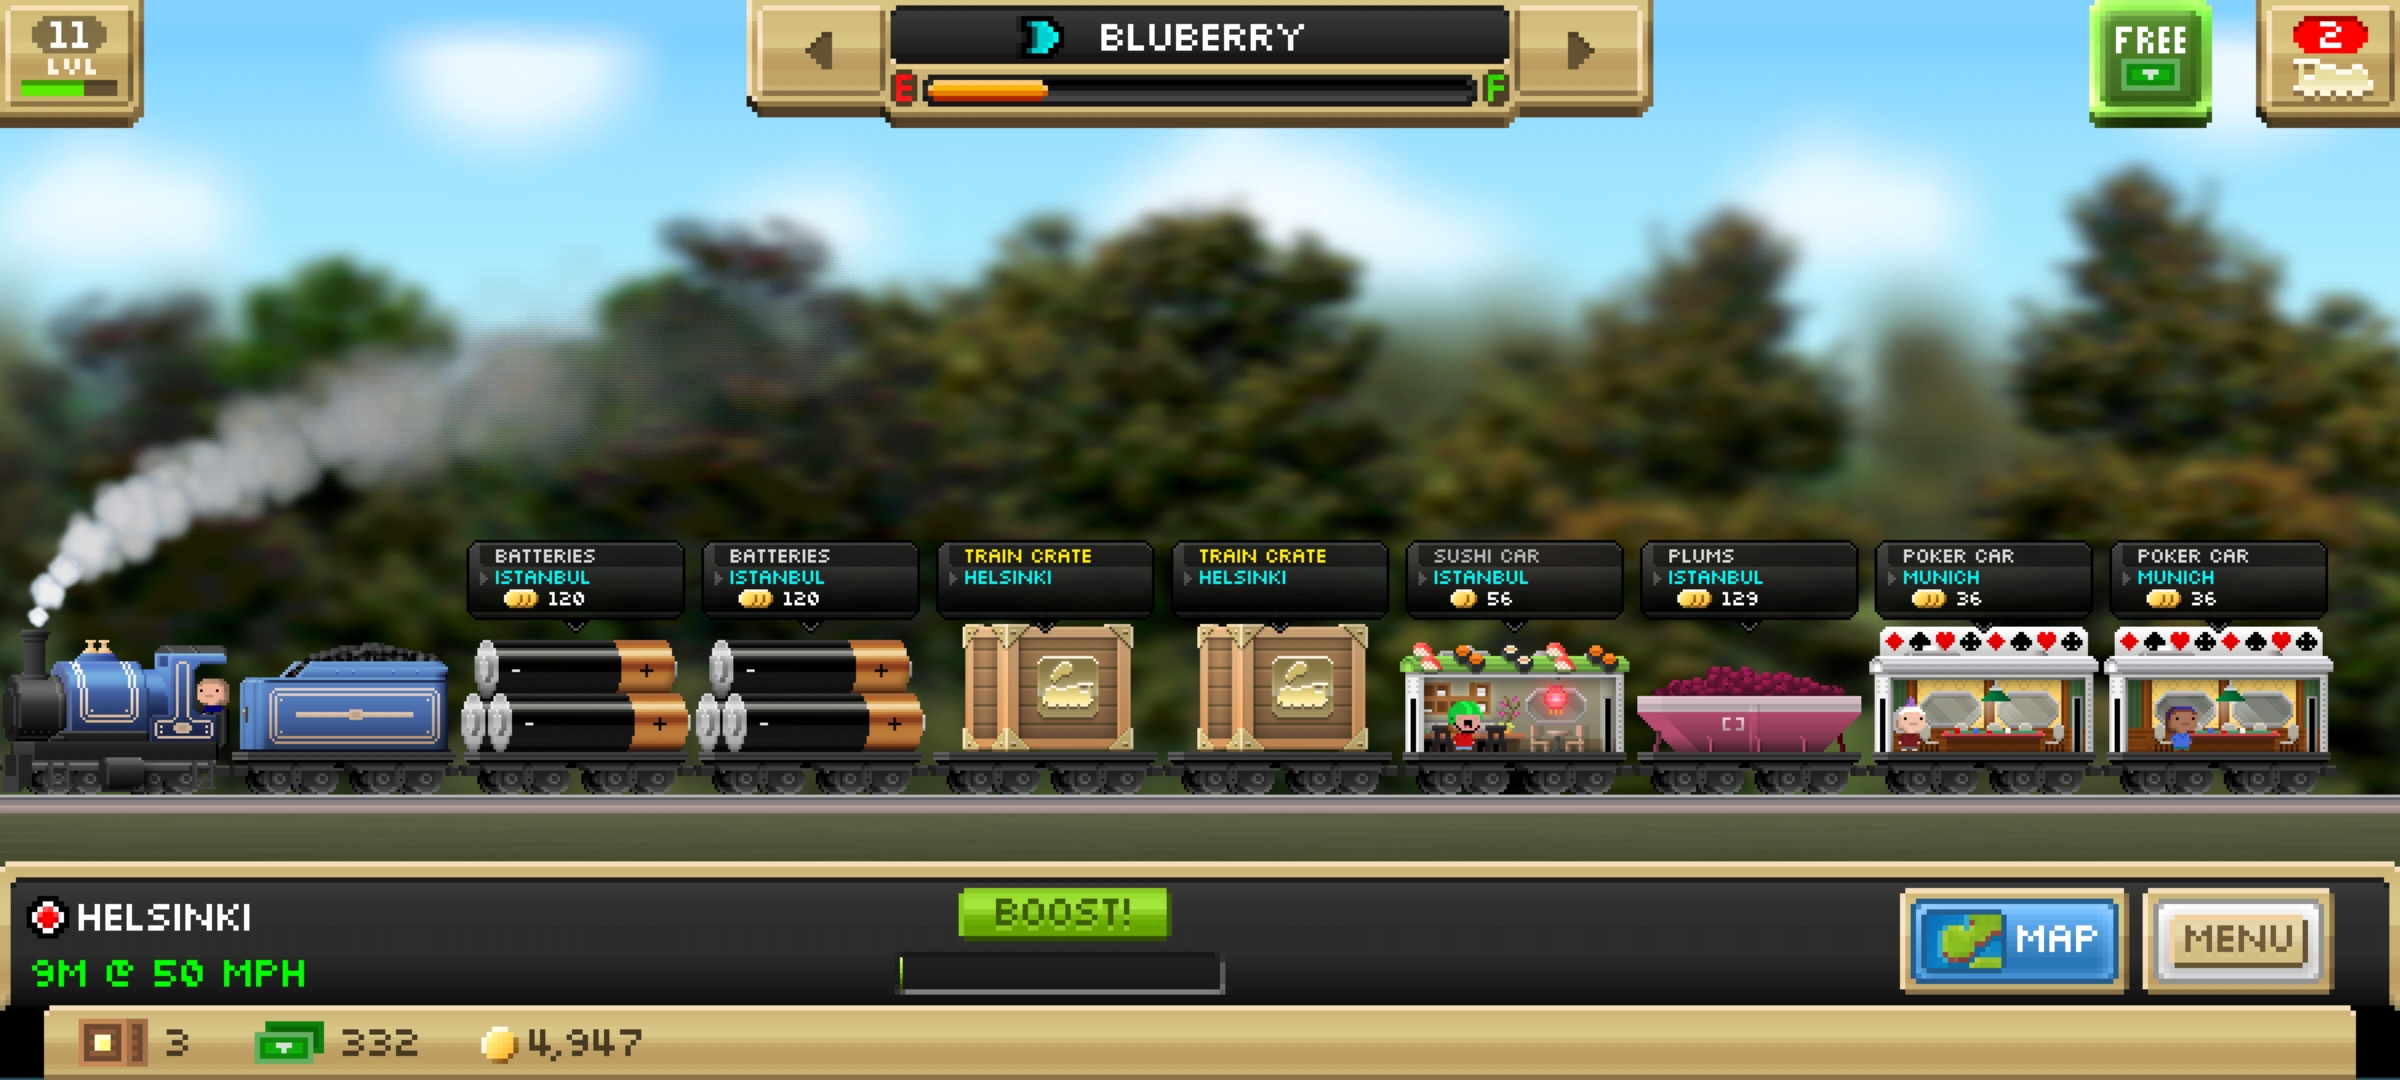 11
LVL
BLUBERRY
E F
FREE
2
BATTERIES
ISTANBUL
120
BATTERIES
ISTANBUL
120
TRAIN CRATE
HELSINKI
TRAIN CRATE
HELSINKI
SUSHI CAR
ISTANBUL
56
PLUMS
ISTANBUL
129
POKER CAR
MUNICH
36
POKER CAR
MUNICH
36
- +
- +
- +
- +
HELSINKI
9M @ 50 MPH
BOOST!
MAP
MENU
3
332
4,947